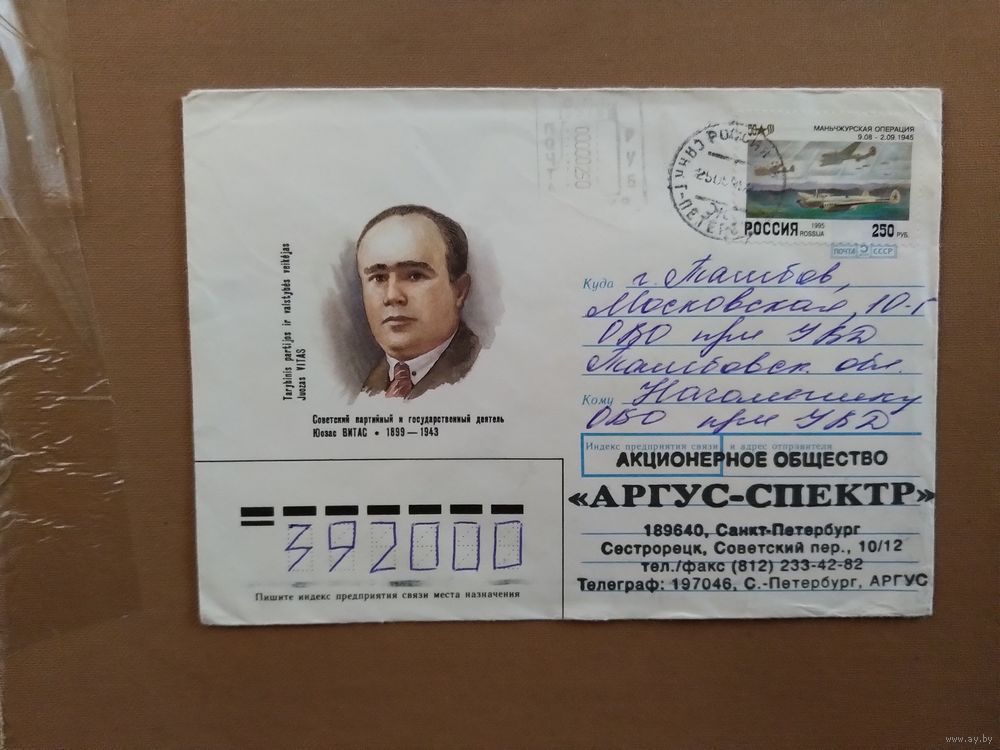 ПОЧТА
0500000
РУБ
МАНЬЧЖУРСКАЯ ОПЕРАЦИЯ
9.08 - 2.09 1945
РОССИЯ 1995 ROSSIJA 250 РУБ.
ПОЧТА СССР
Куда г. Тамбов,
Московская, 10-г
ОВО при УВД
Тамбовск. обл.
Кому Начальнику
ОВО при УВД
Tarybinis partijos ir valstybės veikėjas
Juozas VITAS
Советский партийный и государственный деятель
Юозас ВИТАС • 1899—1943
Индекс предприятия связи и адрес отправителя
АКЦИОНЕРНОЕ ОБЩЕСТВО
«АРГУС-СПЕКТР»
189640, Санкт-Петербург
Сестрорецк, Советский пер., 10/12
тел./факс (812) 233-42-82
Телеграф: 197046, С.-Петербург, АРГУС
392000
Пишите индекс предприятия связи места назначения
www.ay.by